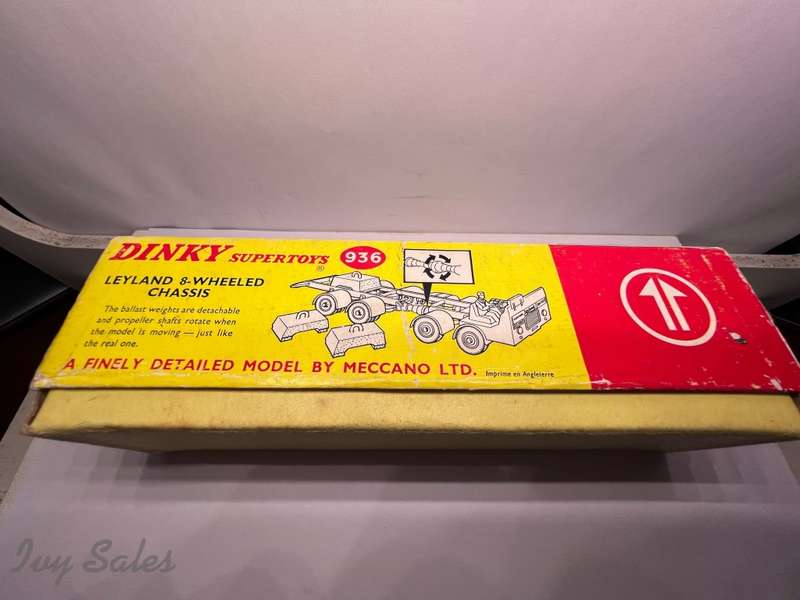 DINKY SUPERTOYS ® 936
LEYLAND 8-WHEELED
CHASSIS
The ballast weights are detachable
and propeller shafts rotate when
the model is moving — just like
the real one.
A FINELY DETAILED MODEL BY MECCANO LTD. Imprime en Angleterre
Ivy Sales